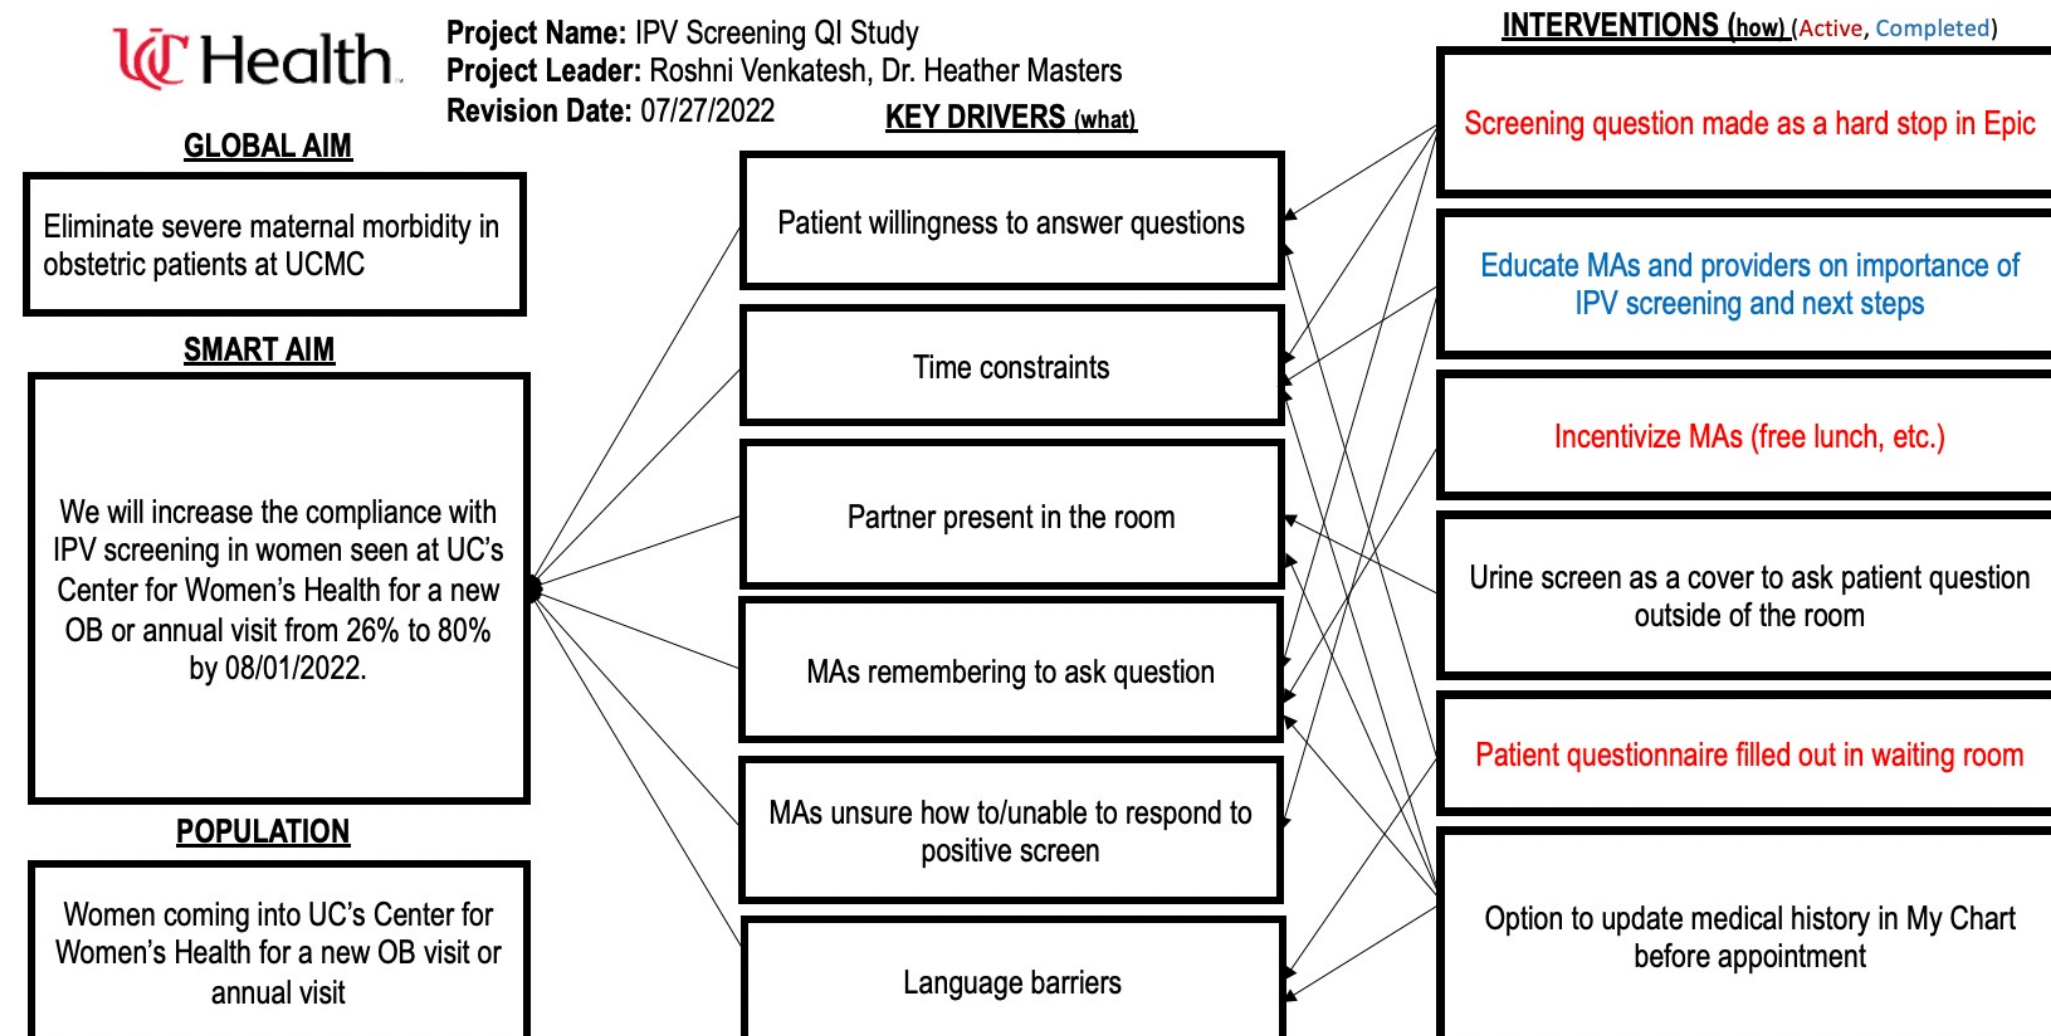 UC Health
Project Name: IPV Screening QI Study
Project Leader: Roshni Venkatesh, Dr. Heather Masters
Revision Date: 07/27/2022
GLOBAL AIM
Eliminate severe maternal morbidity in
obstetric patients at UCMC
SMART AIM
We will increase the compliance with
IPV screening in women seen at UC's
Center for Women's Health for a new
OB or annual visit from 26% to 80%
by 08/01/2022.
POPULATION
Women coming into UC's Center for
Women's Health for a new OB visit or
annual visit
KEY DRIVERS (what)
Patient willingness to answer questions
Time constraints
Partner present in the room
MAs remembering to ask question
MAs unsure how to/unable to respond to
positive screen
Language barriers
INTERVENTIONS (how) (Active, Completed)
Screening question made as a hard stop in Epic
Educate MAs and providers on importance of
IPV screening and next steps
Incentivize MAs (free lunch, etc.)
Urine screen as a cover to ask patient question
outside of the room
Patient questionnaire filled out in waiting room
Option to update medical history in My Chart
before appointment